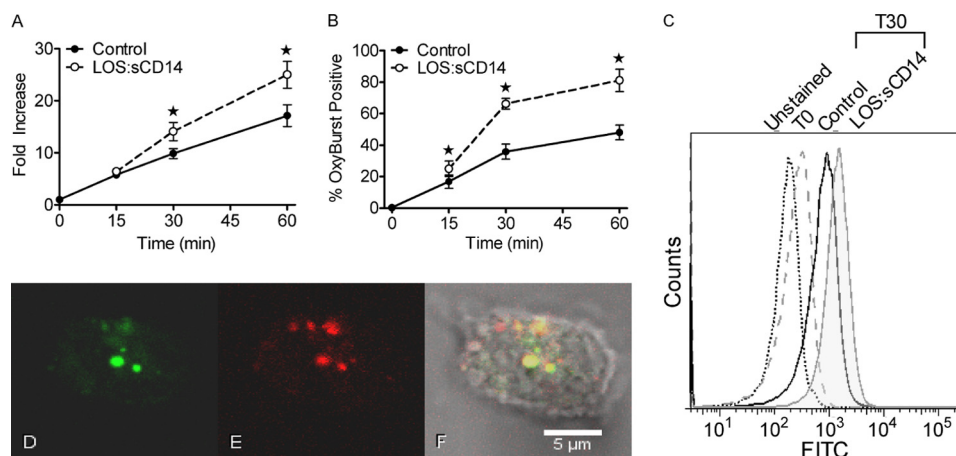 A
Control
LOS:sCD14
Fold Increase
30
20
10
0
0 15 30 45 60
Time (min)
B
Control
LOS:sCD14
% OxyBurst Positive
100
80
60
40
20
0
0 15 30 45 60
Time (min)
C
T30
Unstained
T0
Control
LOS:sCD14
Counts
10¹ 10² 10³ 10⁴ 10⁵
FITC
D
E
F
5 µm